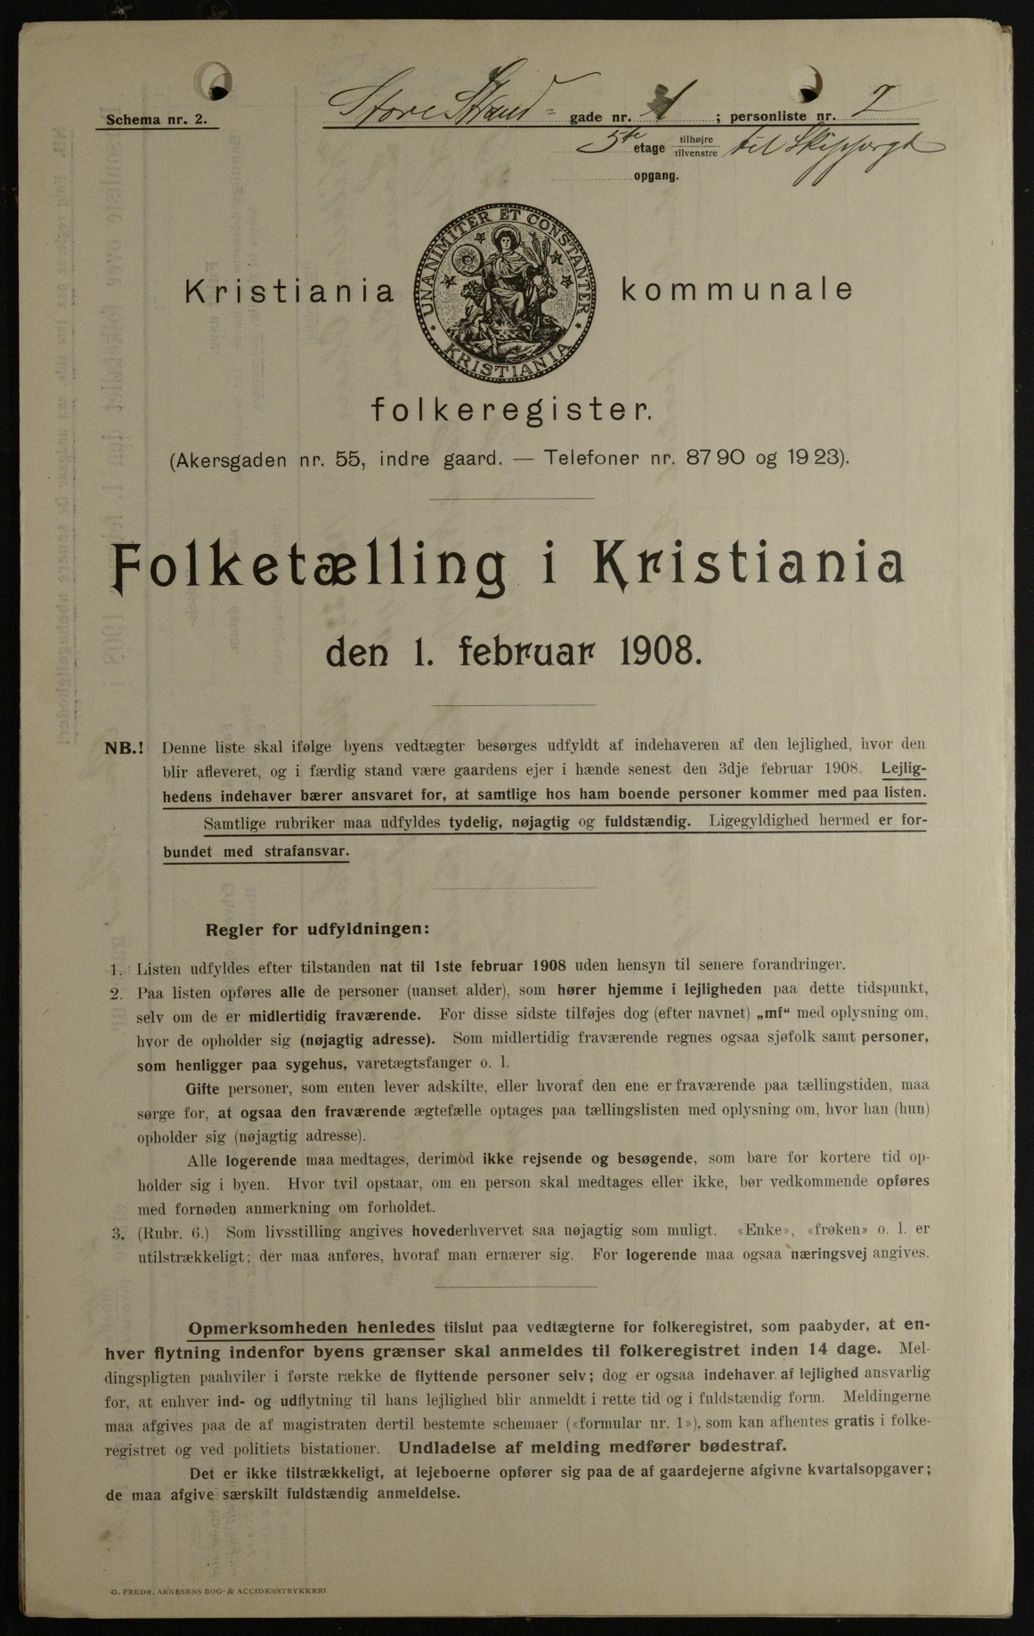 Schema nr. 2.
Store Strand- gade nr. 1 ; personliste nr. 7
5te etage tilhøjre
tilvenstre til Skippergt
opgang.
UNANIMITER ET CONSTANTER
KRISTIANIA
Kristiania kommunale
folkeregister.
(Akersgaden nr. 55, indre gaard. — Telefoner nr. 87 90 og 19 23).
Folketælling i Kristiania
den 1. februar 1908.
NB.! Denne liste skal ifølge byens vedtægter besørges udfyldt af indehaveren af den lejlighed, hvor den
blir afleveret, og i færdig stand være gaardens ejer i hænde senest den 3dje februar 1908. Lejlig-
hedens indehaver bærer ansvaret for, at samtlige hos ham boende personer kommer med paa listen.
Samtlige rubriker maa udfyldes tydelig, nøjagtig og fuldstændig. Ligegyldighed hermed er for-
bundet med strafansvar.
Regler for udfyldningen:
1. Listen udfyldes efter tilstanden nat til 1ste februar 1908 uden hensyn til senere forandringer.
2. Paa listen opføres alle de personer (uanset alder), som hører hjemme i lejligheden paa dette tidspunkt,
selv om de er midlertidig fraværende. For disse sidste tilføjes dog (efter navnet) „mf“ med oplysning om,
hvor de opholder sig (nøjagtig adresse). Som midlertidig fraværende regnes ogsaa sjøfolk samt personer,
som henligger paa sygehus, varetægtsfanger o. l.
Gifte personer, som enten lever adskilte, eller hvoraf den ene er fraværende paa tællingstiden, maa
sørge for, at ogsaa den fraværende ægtefælle optages paa tællingslisten med oplysning om, hvor han (hun)
opholder sig (nøjagtig adresse).
Alle logerende maa medtages, derimod ikke rejsende og besøgende, som bare for kortere tid op-
holder sig i byen. Hvor tvil opstaar, om en person skal medtages eller ikke, bør vedkommende opføres
med fornøden anmerkning om forholdet.
3. (Rubr. 6.) Som livsstilling angives hovederhvervet saa nøjagtig som muligt. «Enke», «frøken» o. l. er
utilstrækkeligt; der maa anføres, hvoraf man ernærer sig. For logerende maa ogsaa næringsvej angives.
Opmerksomheden henledes tilslut paa vedtægterne for folkeregistret, som paabyder, at en-
hver flytning indenfor byens grænser skal anmeldes til folkeregistret inden 14 dage. Mel-
dingspligten paahviler i første række de flyttende personer selv; dog er ogsaa indehaver af lejlighed ansvarlig
for, at enhver ind- og udflytning til hans lejlighed blir anmeldt i rette tid og i fuldstændig form. Meldingerne
maa afgives paa de af magistraten dertil bestemte schemaer («formular nr. 1»), som kan afhentes gratis i folke-
registret og ved politiets bistationer. Undladelse af melding medfører bødestraf.
Det er ikke tilstrækkeligt, at lejeboerne opfører sig paa de af gaardejerne afgivne kvartalsopgaver;
de maa afgive særskilt fuldstændig anmeldelse.
O. FREDR. ARNESENS BOG- & ACCIDENSTRYKKERI